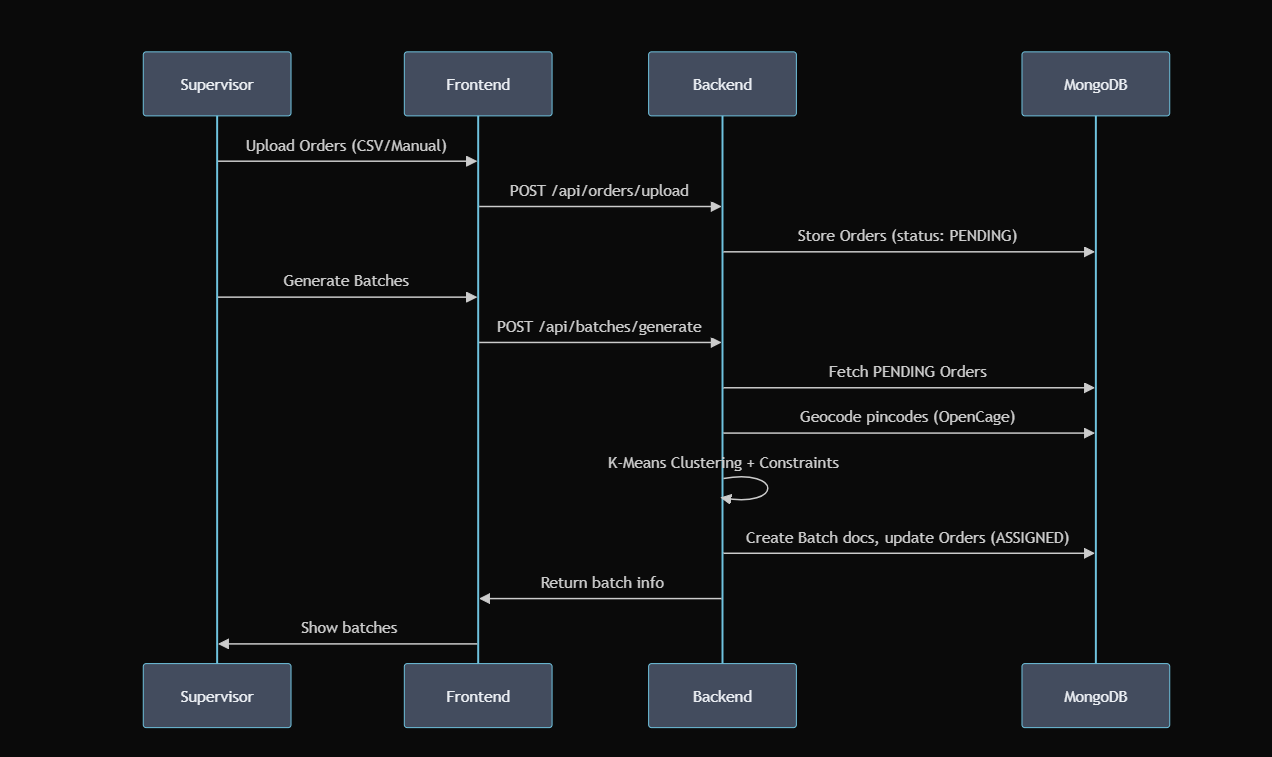 Supervisor
Frontend
Backend
MongoDB
Upload Orders (CSV/Manual)
POST /api/orders/upload
Store Orders (status: PENDING)
Generate Batches
POST /api/batches/generate
Fetch PENDING Orders
Geocode pincodes (OpenCage)
K-Means Clustering + Constraints
Create Batch docs, update Orders (ASSIGNED)
Return batch info
Show batches
Supervisor
Frontend
Backend
MongoDB